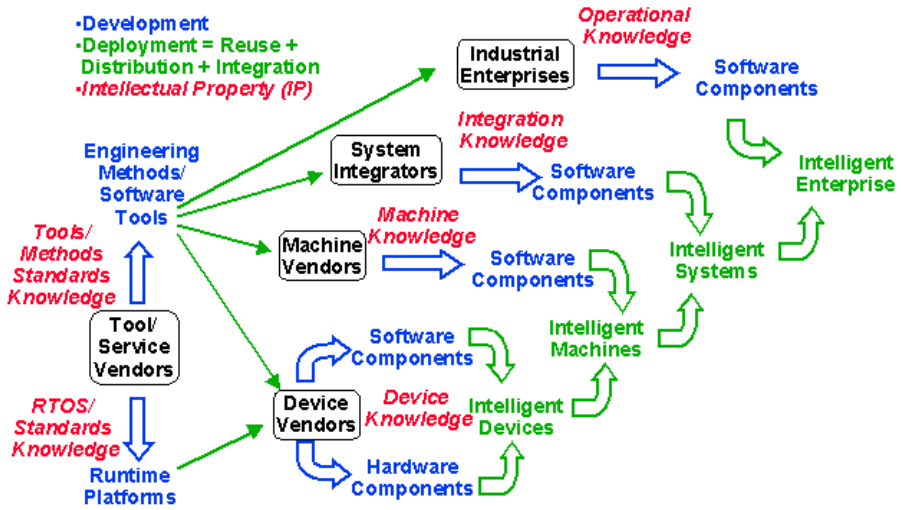 •Development
•Deployment = Reuse +
Distribution + Integration
•Intellectual Property (IP)
Operational
Knowledge
Industrial
Enterprises
Software
Components
Integration
Knowledge
Engineering
Methods/
Software
Tools
System
Integrators
Software
Components
Intelligent
Enterprise
Tools/
Methods
Standards
Knowledge
Machine
Knowledge
Machine
Vendors
Software
Components
Intelligent
Systems
Tool/
Service
Vendors
Software
Components
Intelligent
Machines
RTOS/
Standards
Knowledge
Device
Vendors
Device
Knowledge
Intelligent
Devices
Runtime
Platforms
Hardware
Components